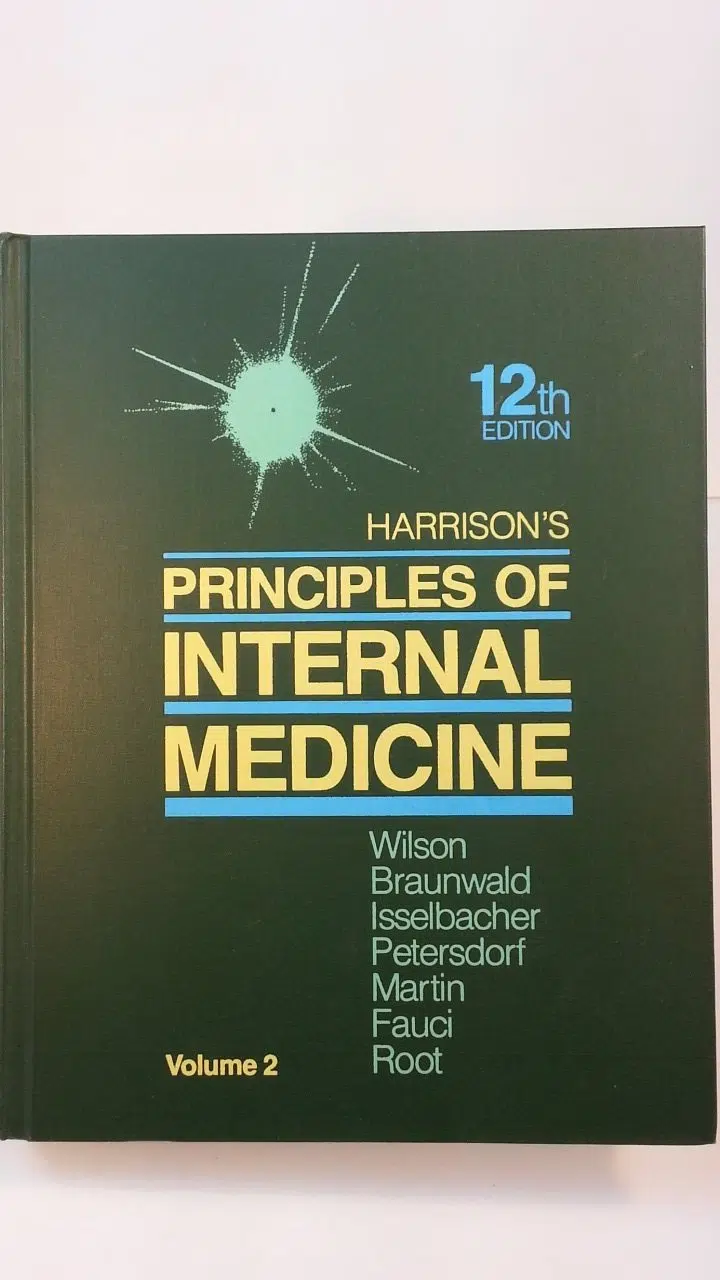 12th
EDITION
HARRISON'S
PRINCIPLES OF
INTERNAL
MEDICINE
Wilson
Braunwald
Isselbacher
Petersdorf
Martin
Fauci
Root
Volume 2